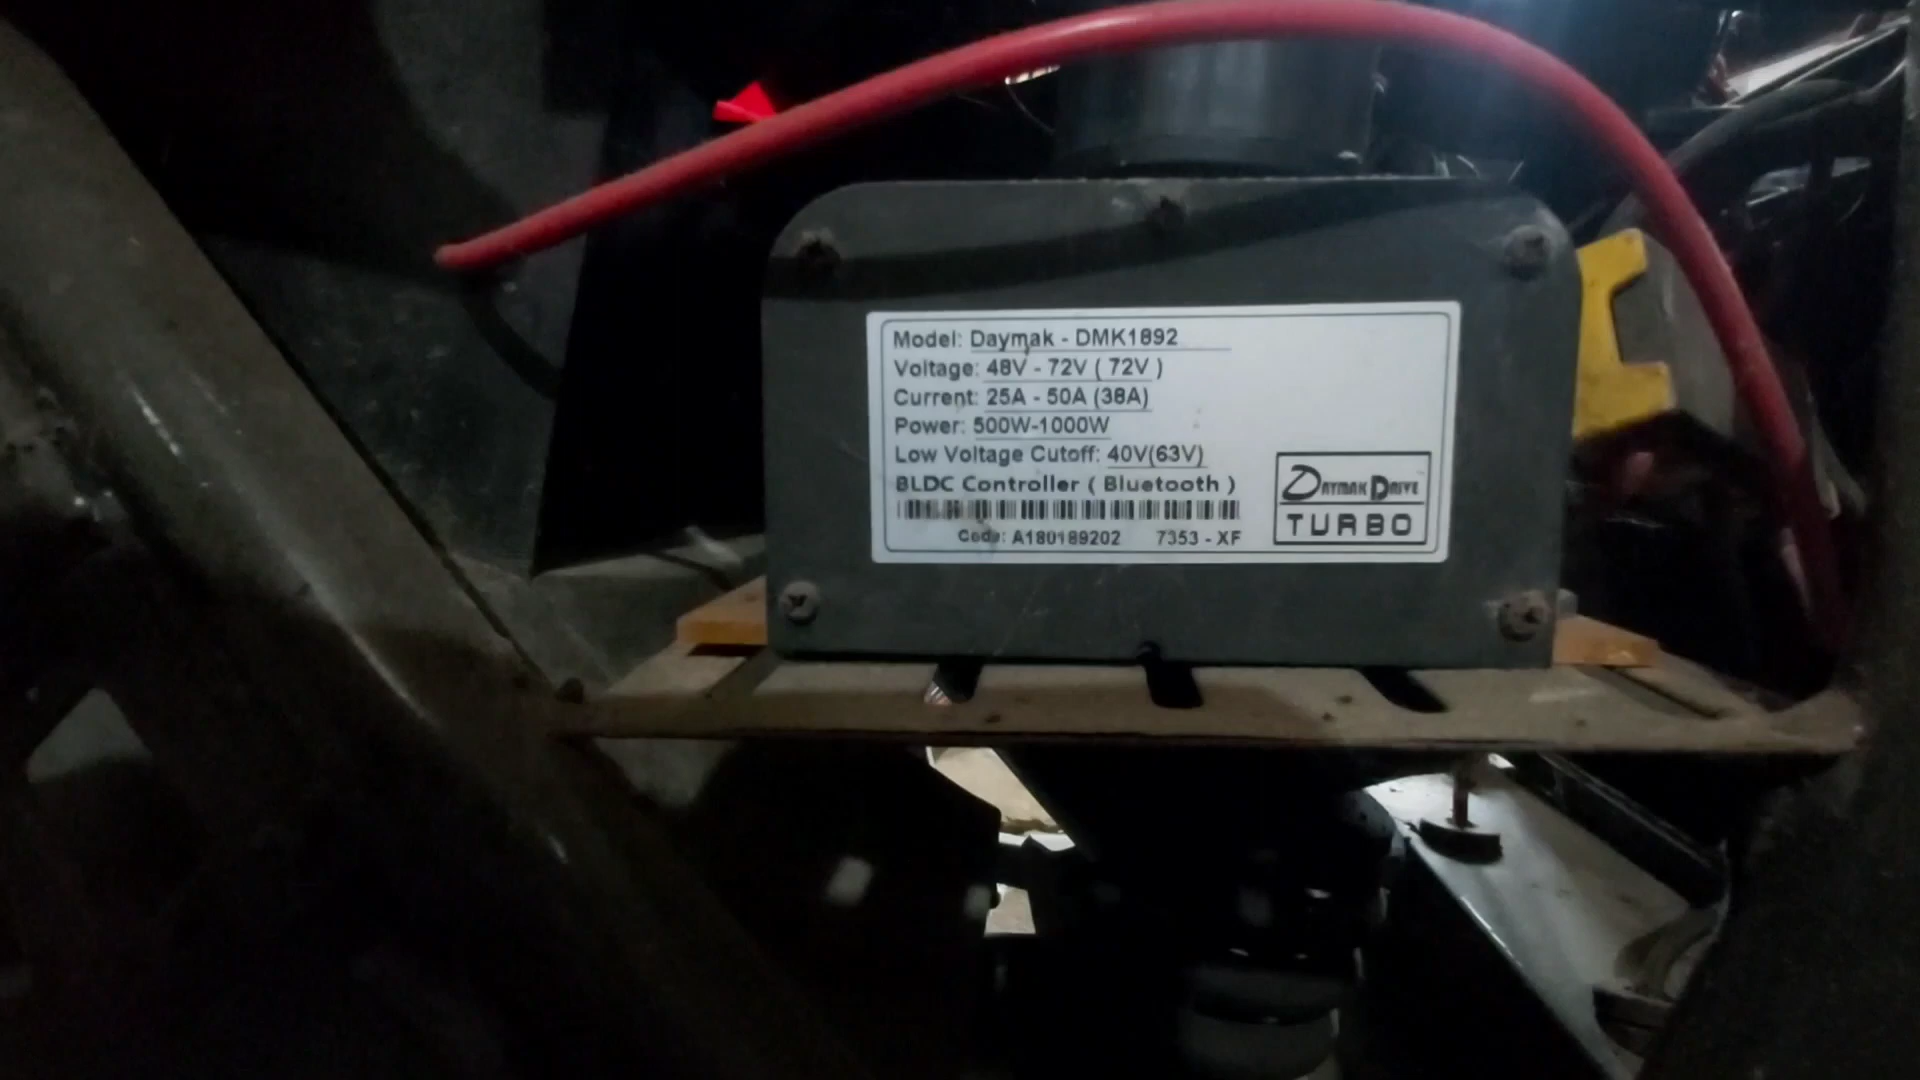 Model: Daymak - DMK1892
Voltage: 48V - 72V ( 72V )
Current: 25A - 50A (38A)
Power: 500W-1000W
Low Voltage Cutoff: 40V(63V)
BLDC Controller ( Bluetooth )
Code: A180189202 7353 - XF
DAYMAK DRIVE
TURBO